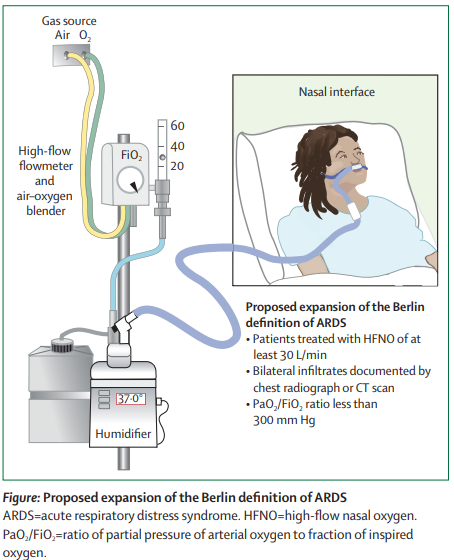 Gas source
Air O₂
High-flow
flowmeter
and
air–oxygen
blender
FiO₂
60
40
20
Nasal interface
Proposed expansion of the Berlin
definition of ARDS
• Patients treated with HFNO of at
least 30 L/min
• Bilateral infiltrates documented by
chest radiograph or CT scan
• PaO₂/FiO₂ ratio less than
300 mm Hg
37·0°
Humidifier
Figure: Proposed expansion of the Berlin definition of ARDS
ARDS=acute respiratory distress syndrome. HFNO=high-flow nasal oxygen.
PaO₂/FiO₂=ratio of partial pressure of arterial oxygen to fraction of inspired
oxygen.